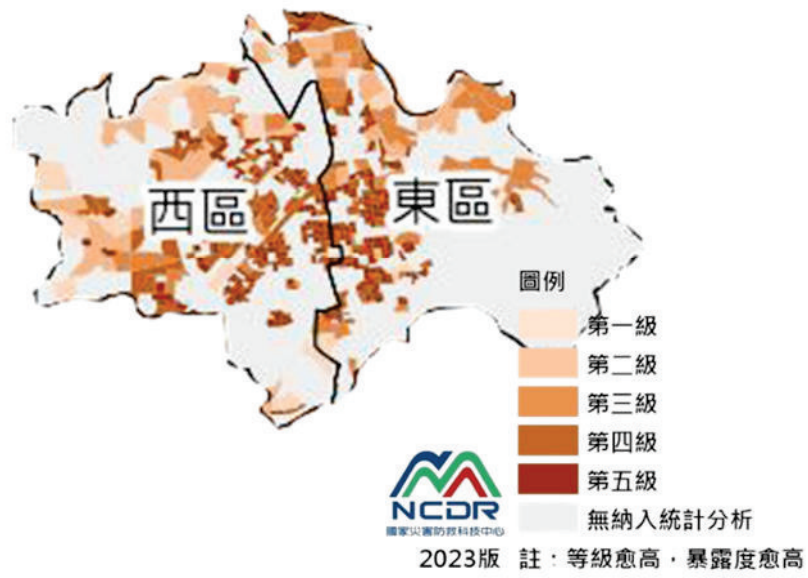 西區
東區
圖例
第一級
第二級
第三級
第四級
第五級
無納入統計分析
NCDR
國家災害防救科技中心
2023版 註：等級愈高，暴露度愈高